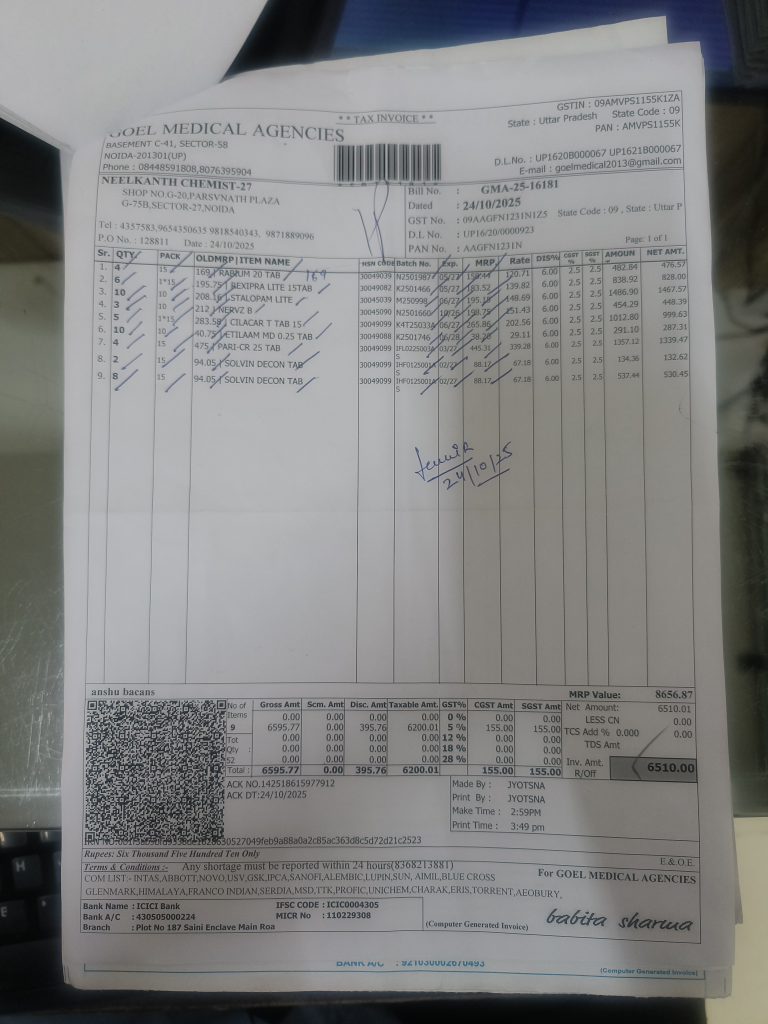 * * TAX INVOICE * *
GOEL MEDICAL AGENCIES
BASEMENT C-41, SECTOR-58
NOIDA-201301(UP)
Phone : 08448591808,8076395904
GSTIN : 09AMVPS1155K1ZA
State : Uttar Pradesh State Code : 09
PAN : AMVPS1155K
D.L.No. : UP1620B000067 UP1621B000067
E-mail : goelmedical2013@gmail.com
NEELKANTH CHEMIST-27
SHOP NO.G-20,PARSVNATH PLAZA
G-75B,SECTOR-27,NOIDA
Tel : 4357583,9654350635 9818540343, 9871889096
P.O No. : 128811 Date : 24/10/2025
Bill No. : GMA-25-16181
Dated : 24/10/2025
GST No. : 09AAGFN1231N1Z5 State Code : 09 , State : Uttar P
D.L No. : UP16/20/0000923
PAN No. : AAGFN1231N
Page: 1 of 1
Sr. QTY. PACK OLDMRP ITEM NAME HSN CODE Batch No. Exp. MRP Rate DIS% CGST % SGST % AMOUN NET AMT.
1. 4 15 169 RABIUM 20 TAB 169 30049039 N2501987 05/27 120.71 6.00 2.5 2.5 482.84 476.57
2. 6 1*15 195.75 REXIPRA LITE 15TAB 30049082 K2501466 183.52 139.82 6.00 2.5 2.5 838.92 828.00
3. 10 10 STALOPAM LITE 30045039 M250998 06/27 148.69 6.00 2.5 2.5 1486.90 1467.57
4. 3 10 212 NERVZ B 30045090 N2501660 198.75 151.43 6.00 2.5 2.5 454.29 448.39
5. 5 1*15 CILACAR T TAB 15 30049099 06/27 265.86 202.56 6.00 2.5 2.5 1012.80 999.63
6. 10 10 40.75 ETILAAM MD 0.25 TAB 30049088 K2501746 29.11 6.00 2.5 2.5 291.10 287.31
7. 4 15 475 PARI-CR 25 TAB 30049099 03/27 445.31 339.28 6.00 2.5 2.5 1357.12 1339.47
8. 2 15 94.05 SOLVIN DECON TAB 30049099 IHF0125001A S 02/27 88.17 67.18 6.00 2.5 2.5 134.36 132.62
9. 8 15 94.05 SOLVIN DECON TAB 30049099 IHF0125001A S 02/27 88.17 67.18 6.00 2.5 2.5 537.44 530.45
24/10/25
anshu bacans MRP Value: 8656.87
No of Items 9
Tot Qty : 52
Gross Amt Scm. Amt Disc. Amt Taxable Amt. GST% CGST Amt SGST Amt
0.00 0.00 0.00 0.00 0 % 0.00 0.00
6595.77 0.00 395.76 6200.01 5 % 155.00 155.00
0.00 0.00 0.00 0.00 12 % 0.00 0.00
0.00 0.00 0.00 0.00 18 % 0.00 0.00
0.00 0.00 0.00 0.00 28 % 0.00 0.00
Total : 6595.77 0.00 395.76 6200.01 155.00 155.00
Net Amount: 6510.01
LESS CN 0.00
TCS Add % 0.000 0.00
TDS Amt
Inv. Amt. R/Off 6510.00
ACK NO.142518615977912
ACK DT:24/10/2025
Made By : JYOTSNA
Print By : JYOTSNA
Make Time : 2:59PM
Print Time : 3:49 pm
Rupees: Six Thousand Five Hundred Ten Only
E.& O.E.
Terms & Conditions :- Any shortage must be reported within 24 hours(8368213881)
COM LIST:- INTAS,ABBOTT,NOVO,USV,GSK,IPCA,SANOFI,ALEMBIC,LUPIN,SUN, AIMIL,BLUE CROSS
GLENMARK,HIMALAYA,FRANCO INDIAN,SERDIA,MSD,TTK,PROFIC,UNICHEM,CHARAK,ERIS,TORRENT,AEOBURY,
For GOEL MEDICAL AGENCIES
Bank Name : ICICI Bank IFSC CODE : ICIC0004305
Bank A/C : 430505000224 MICR No : 110229308
Branch : Plot No 187 Saini Enclave Main Roa
(Computer Generated Invoice)
babita sharma
BANK A/C : 921030002670493
(Computer Generated Invoice)